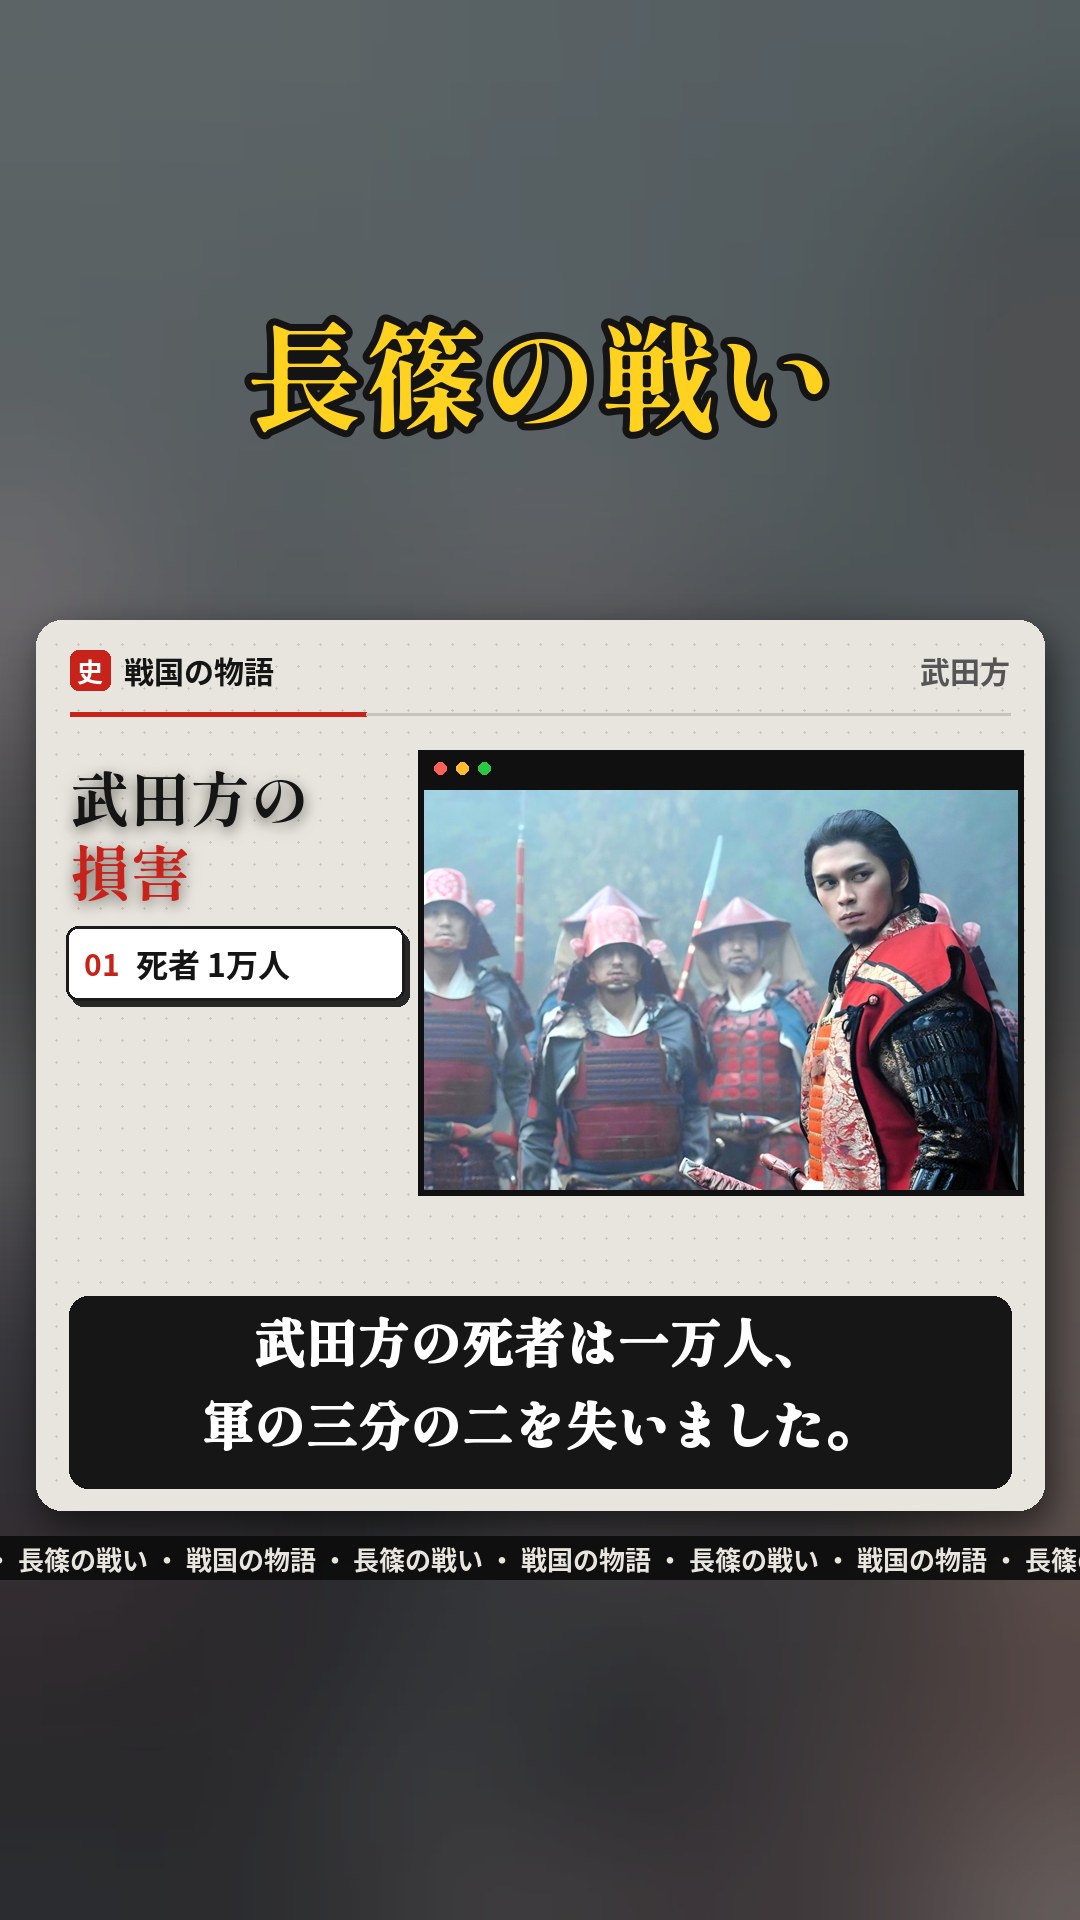 長篠の戦い
史 戦国の物語
武田方
武田方の
損害
01 死者 1万人
武田方の死者は一万人、
軍の三分の二を失いました。
・ 長篠の戦い ・ 戦国の物語 ・ 長篠の戦い ・ 戦国の物語 ・ 長篠の戦い ・ 戦国の物語 ・ 長篠